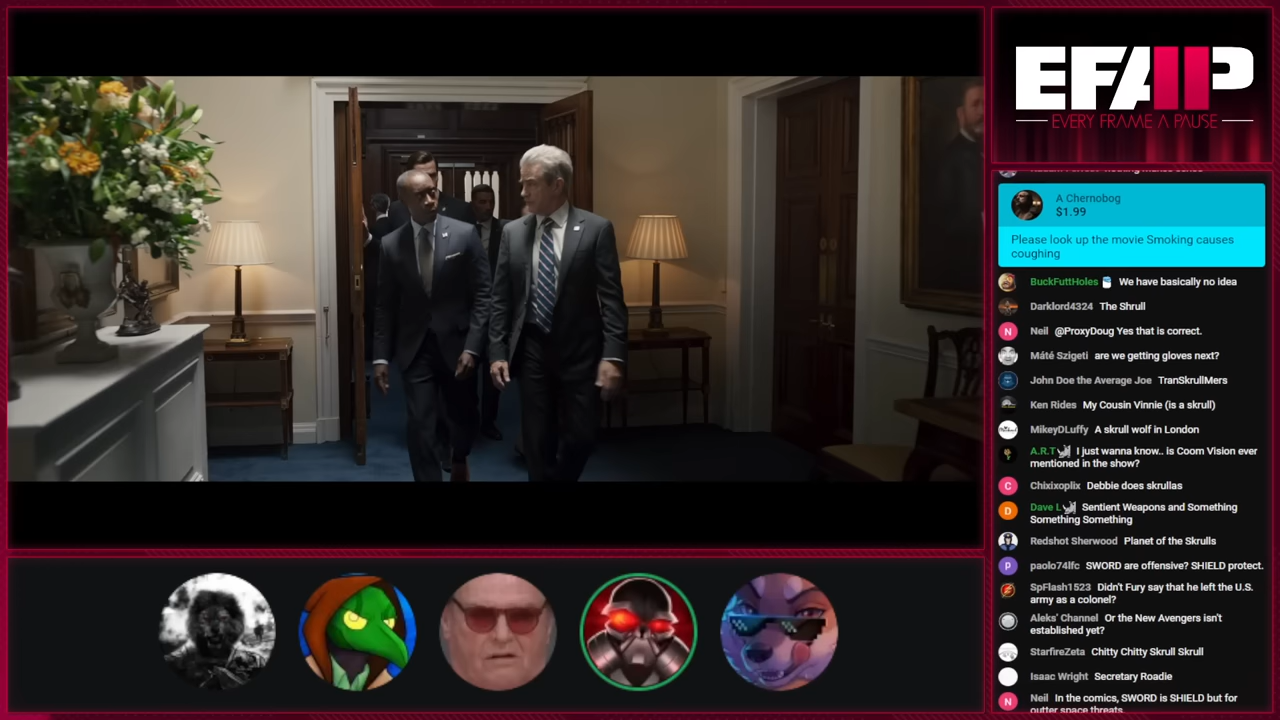 EFAP
EVERY FRAME A PAUSE
A Chernobog
$1.99
Please look up the movie Smoking causes
coughing
BuckFuttHoles We have basically no idea
Darklord4324 The Shrull
N Neil @ProxyDoug Yes that is correct.
Máté Szigeti are we getting gloves next?
John Doe the Average Joe TranSkrullMers
Ken Rides My Cousin Vinnie (is a skrull)
MikeyDLuffy A skrull wolf in London
A.R.T I just wanna know.. is Coom Vision ever
mentioned in the show?
C Chixixoplix Debbie does skrullas
D Dave L Sentient Weapons and Something
Something Something
Redshot Sherwood Planet of the Skrulls
P paolo74lfc SWORD are offensive? SHIELD protect.
SpFlash1523 Didn't Fury say that he left the U.S.
army as a colonel?
Aleks' Channel Or the New Avengers isn't
established yet?
StarfireZeta Chitty Chitty Skrull Skrull
Isaac Wright Secretary Roadie
N Neil In the comics, SWORD is SHIELD but for
outter space threats.